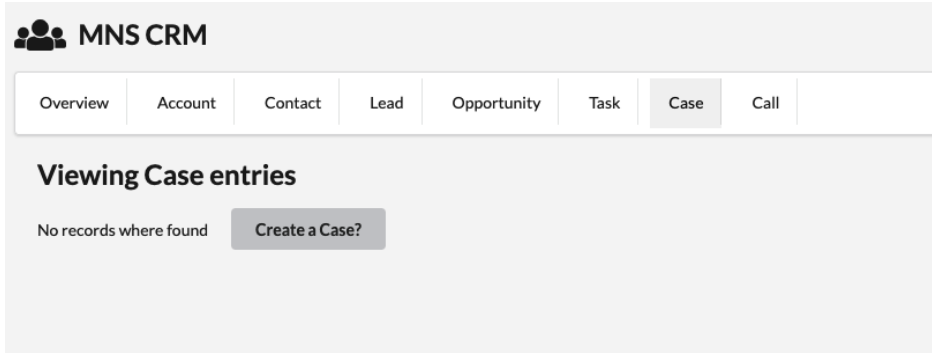 MNS CRM
Overview Account Contact Lead Opportunity Task Case Call
Viewing Case entries
No records where found Create a Case?